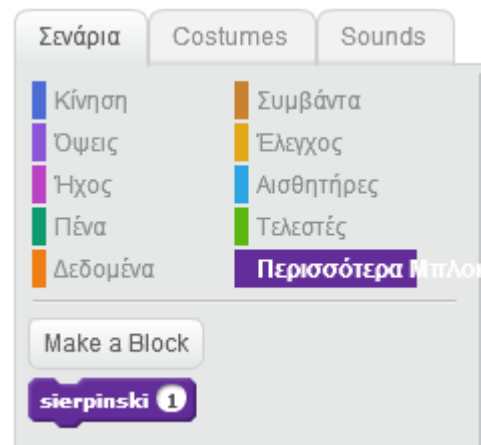 Σενάρια Costumes Sounds
Κίνηση Συμβάντα
Όψεις Έλεγχος
Ήχος Αισθητήρες
Πένα Τελεστές
Δεδομένα Περισσότερα Μπλοκ
Make a Block
sierpinski 1